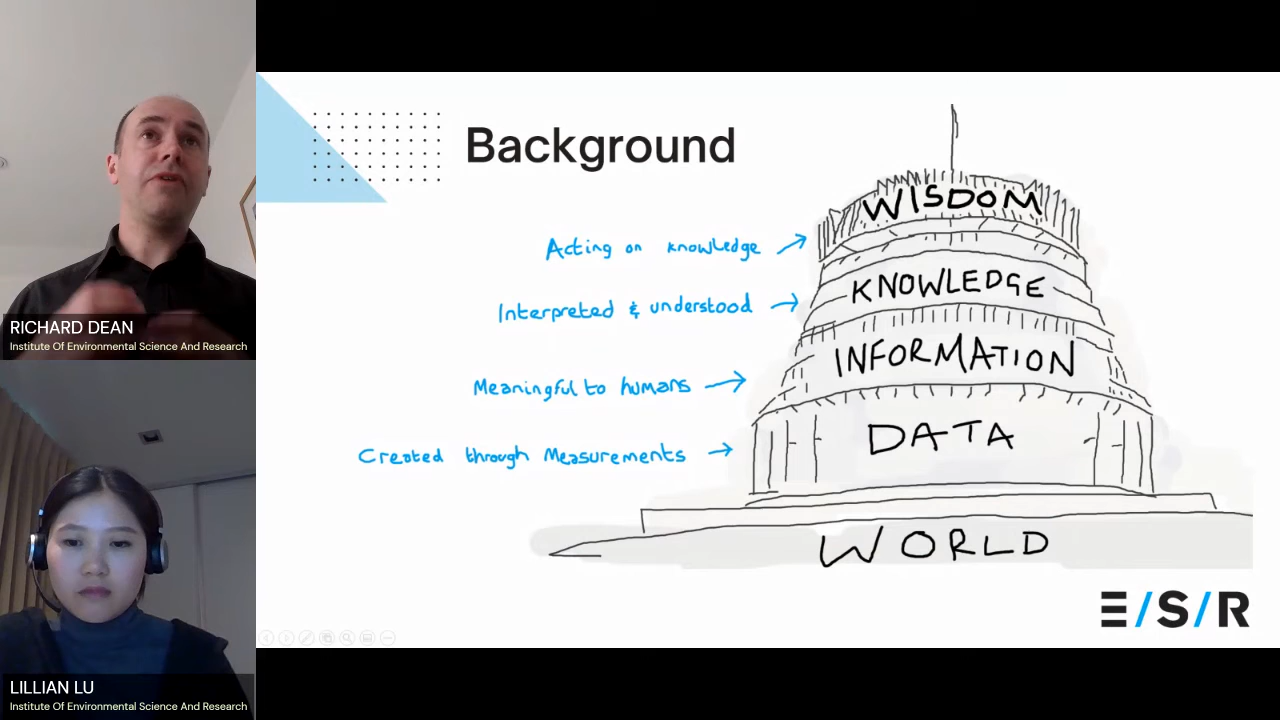 RICHARD DEAN
Institute Of Environmental Science And Research
LILLIAN LU
Institute Of Environmental Science And Research
Background
WISDOM
Acting on knowledge
KNOWLEDGE
Interpreted & understood
INFORMATION
Meaningful to humans
DATA
Created through Measurements
WORLD
E/S/R